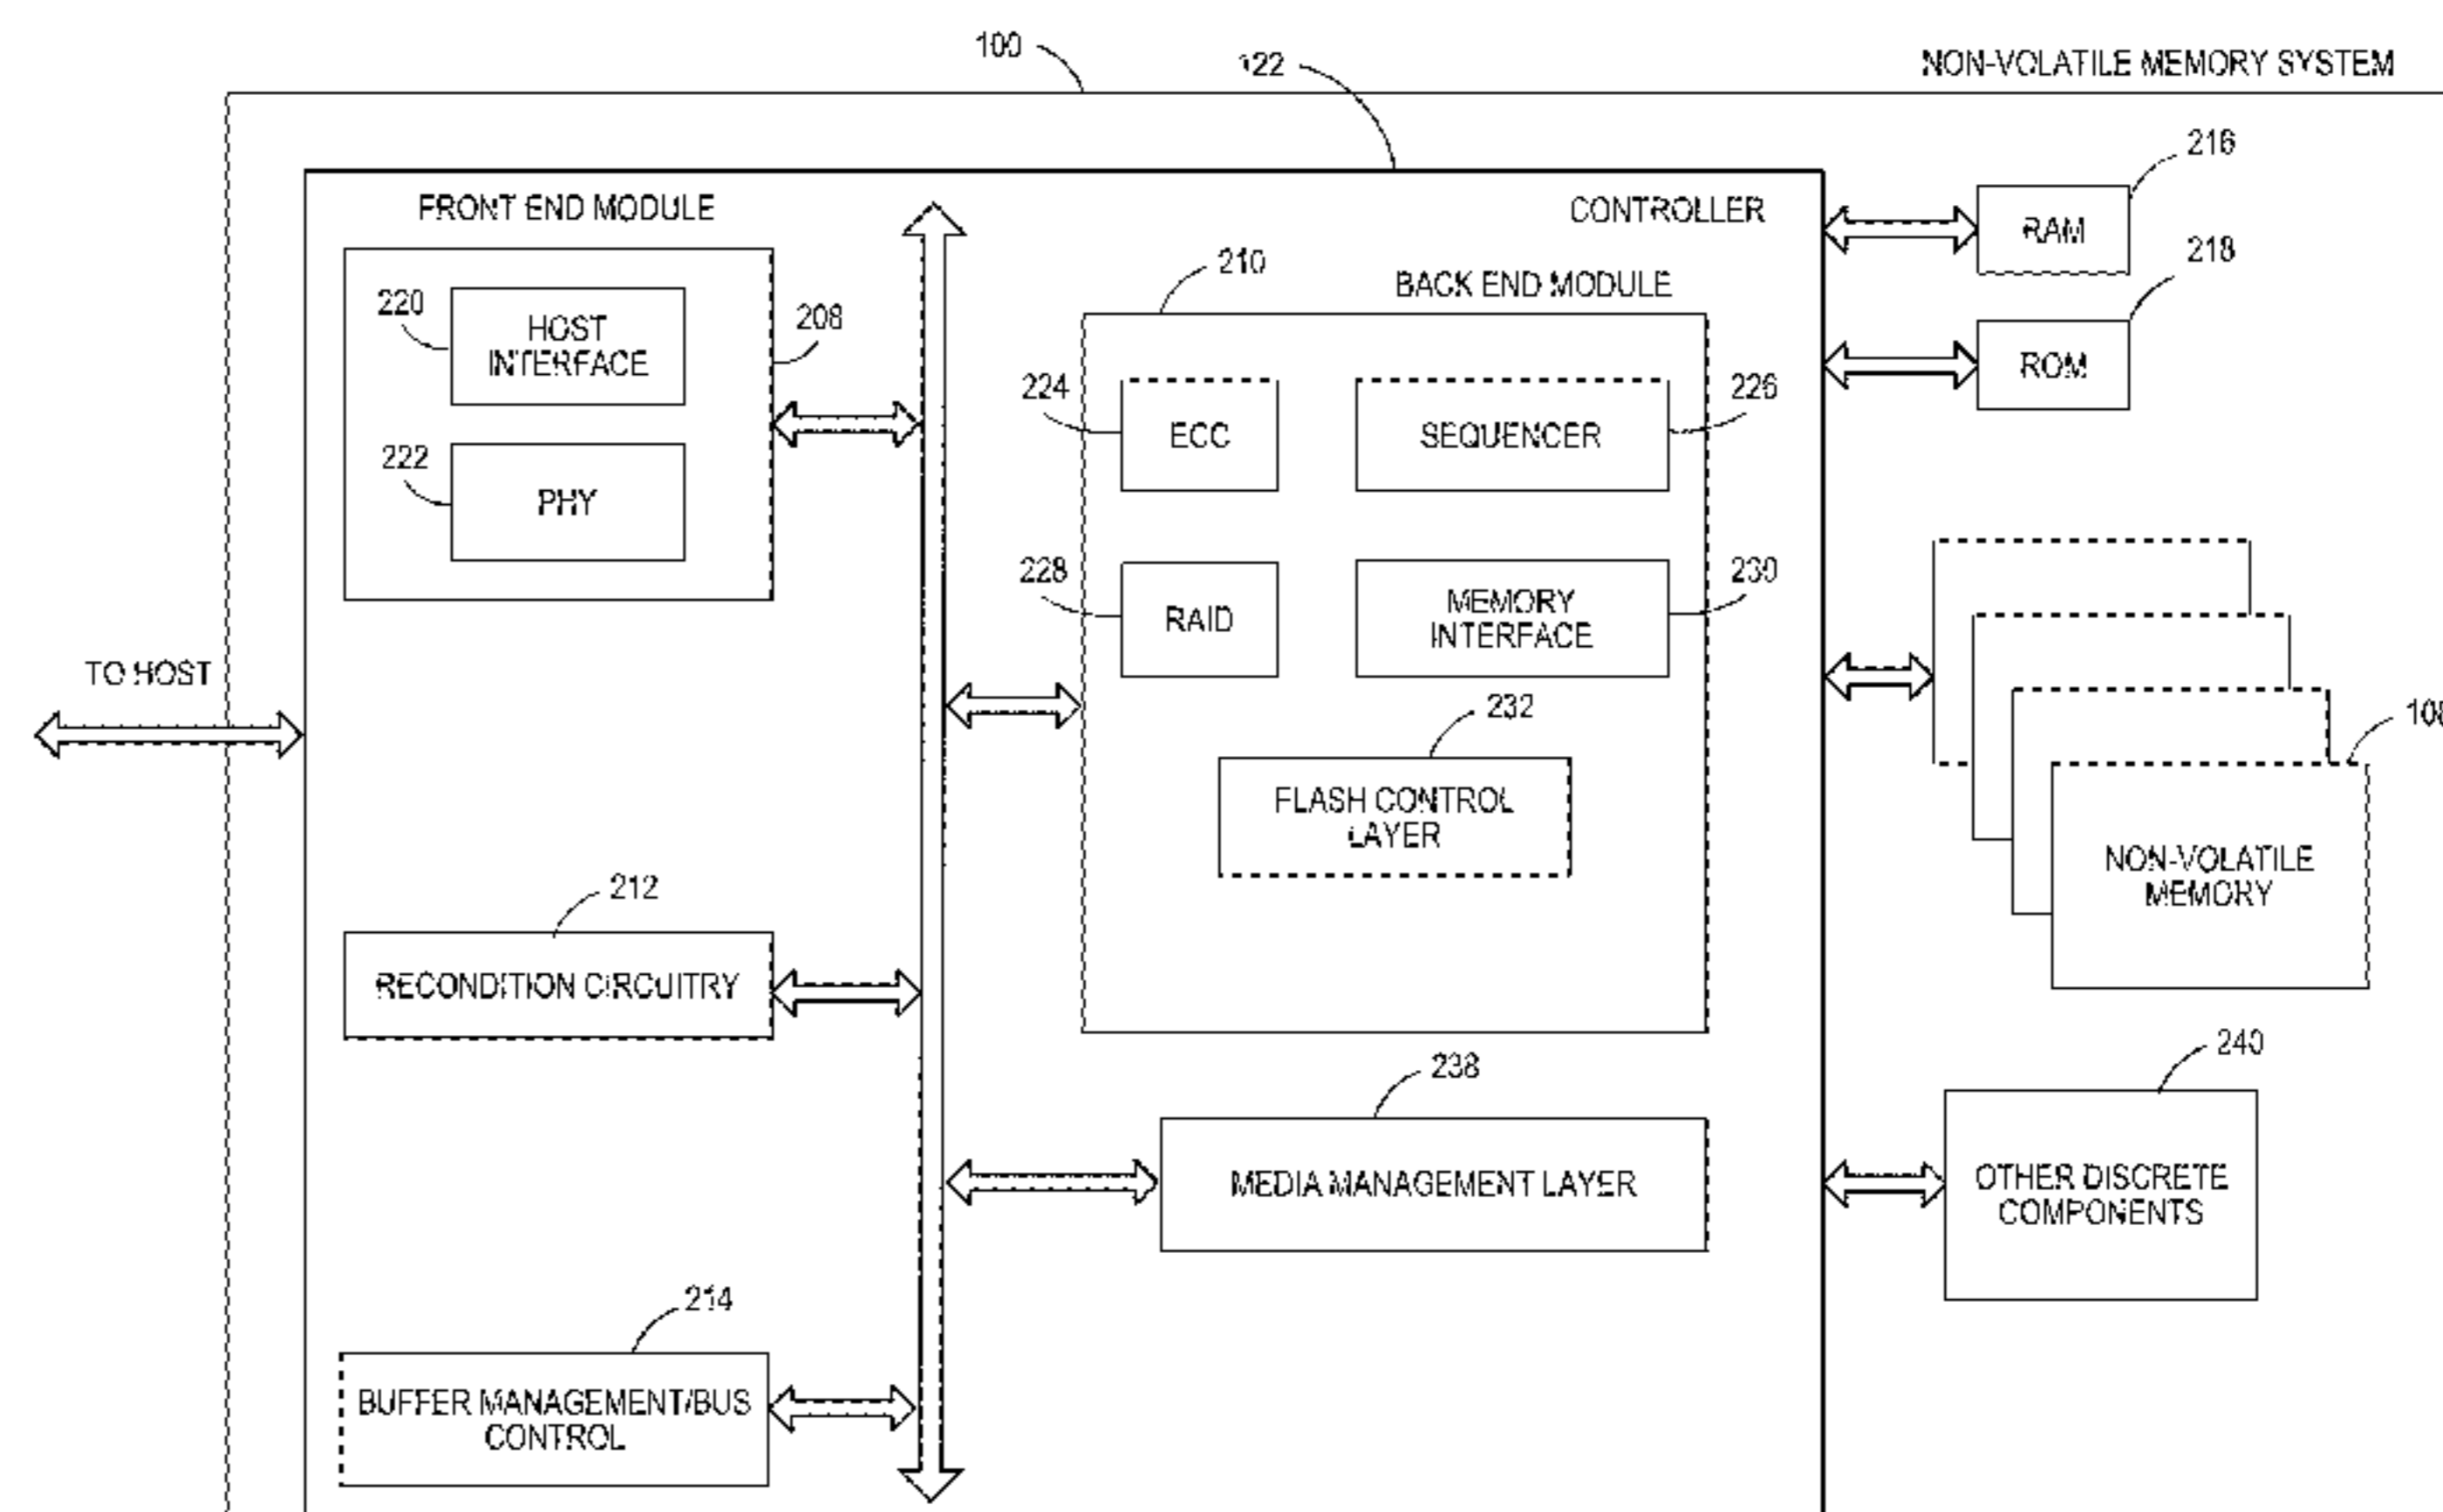 100
122
NON-VOLATILE MEMORY SYSTEM
216
FRONT END MODULE
CONTROLLER
RAM
210
218
BACK END MODULE
220
HOST
INTERFACE
208
ROM
224
ECC
SEQUENCER
226
222
PHY
228
RAID
MEMORY
INTERFACE
230
TO HOST
232
FLASH CONTROL
LAYER
NON-VOLATILE
MEMORY
212
RECONDITION CIRCUITRY
240
238
MEDIA MANAGEMENT LAYER
OTHER DISCRETE
COMPONENTS
214
BUFFER MANAGEMENT/BUS
CONTROL